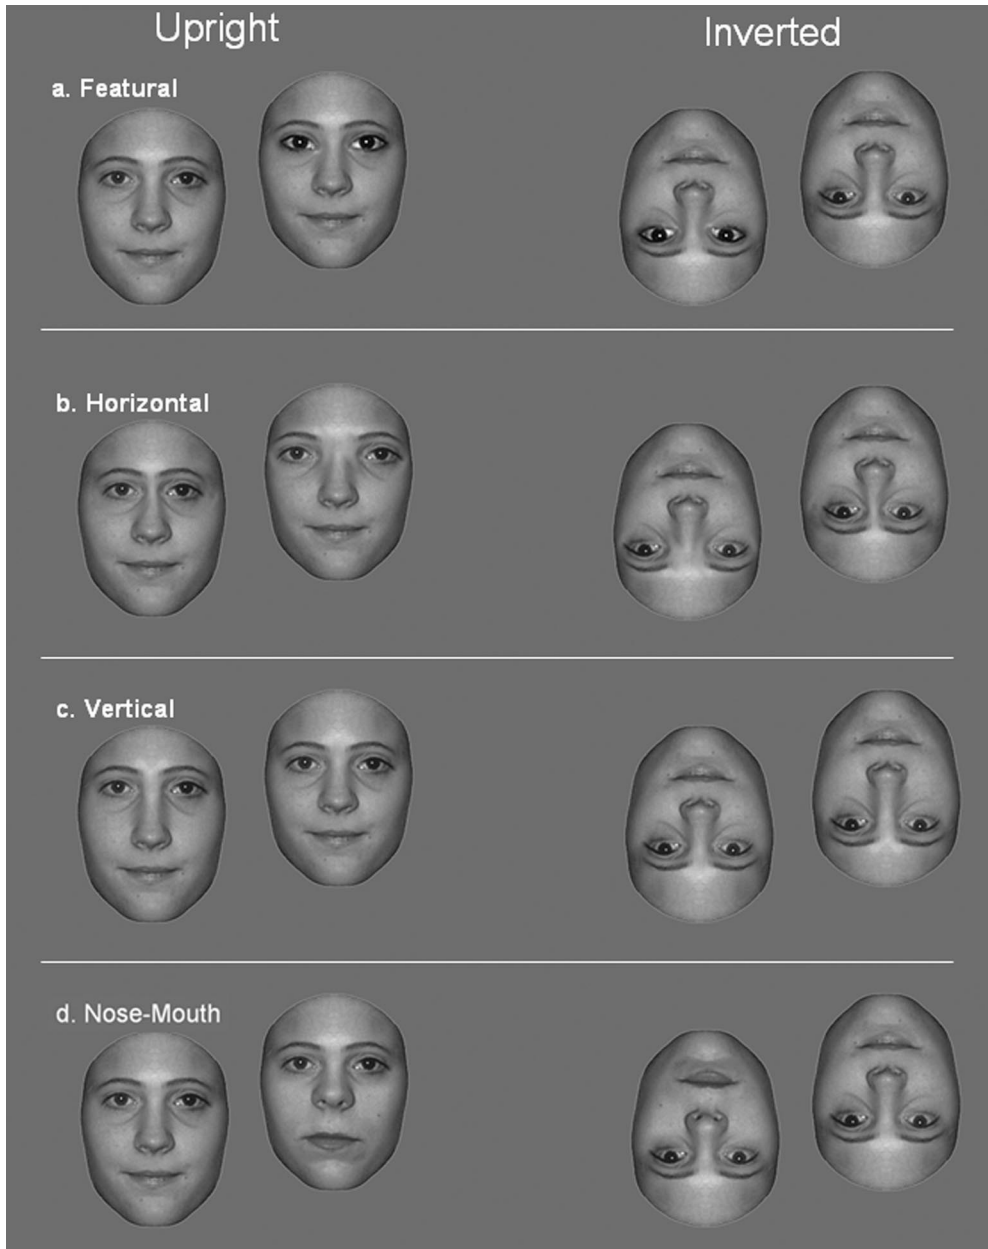 Upright
Inverted
a. Featural
b. Horizontal
c. Vertical
d. Nose-Mouth